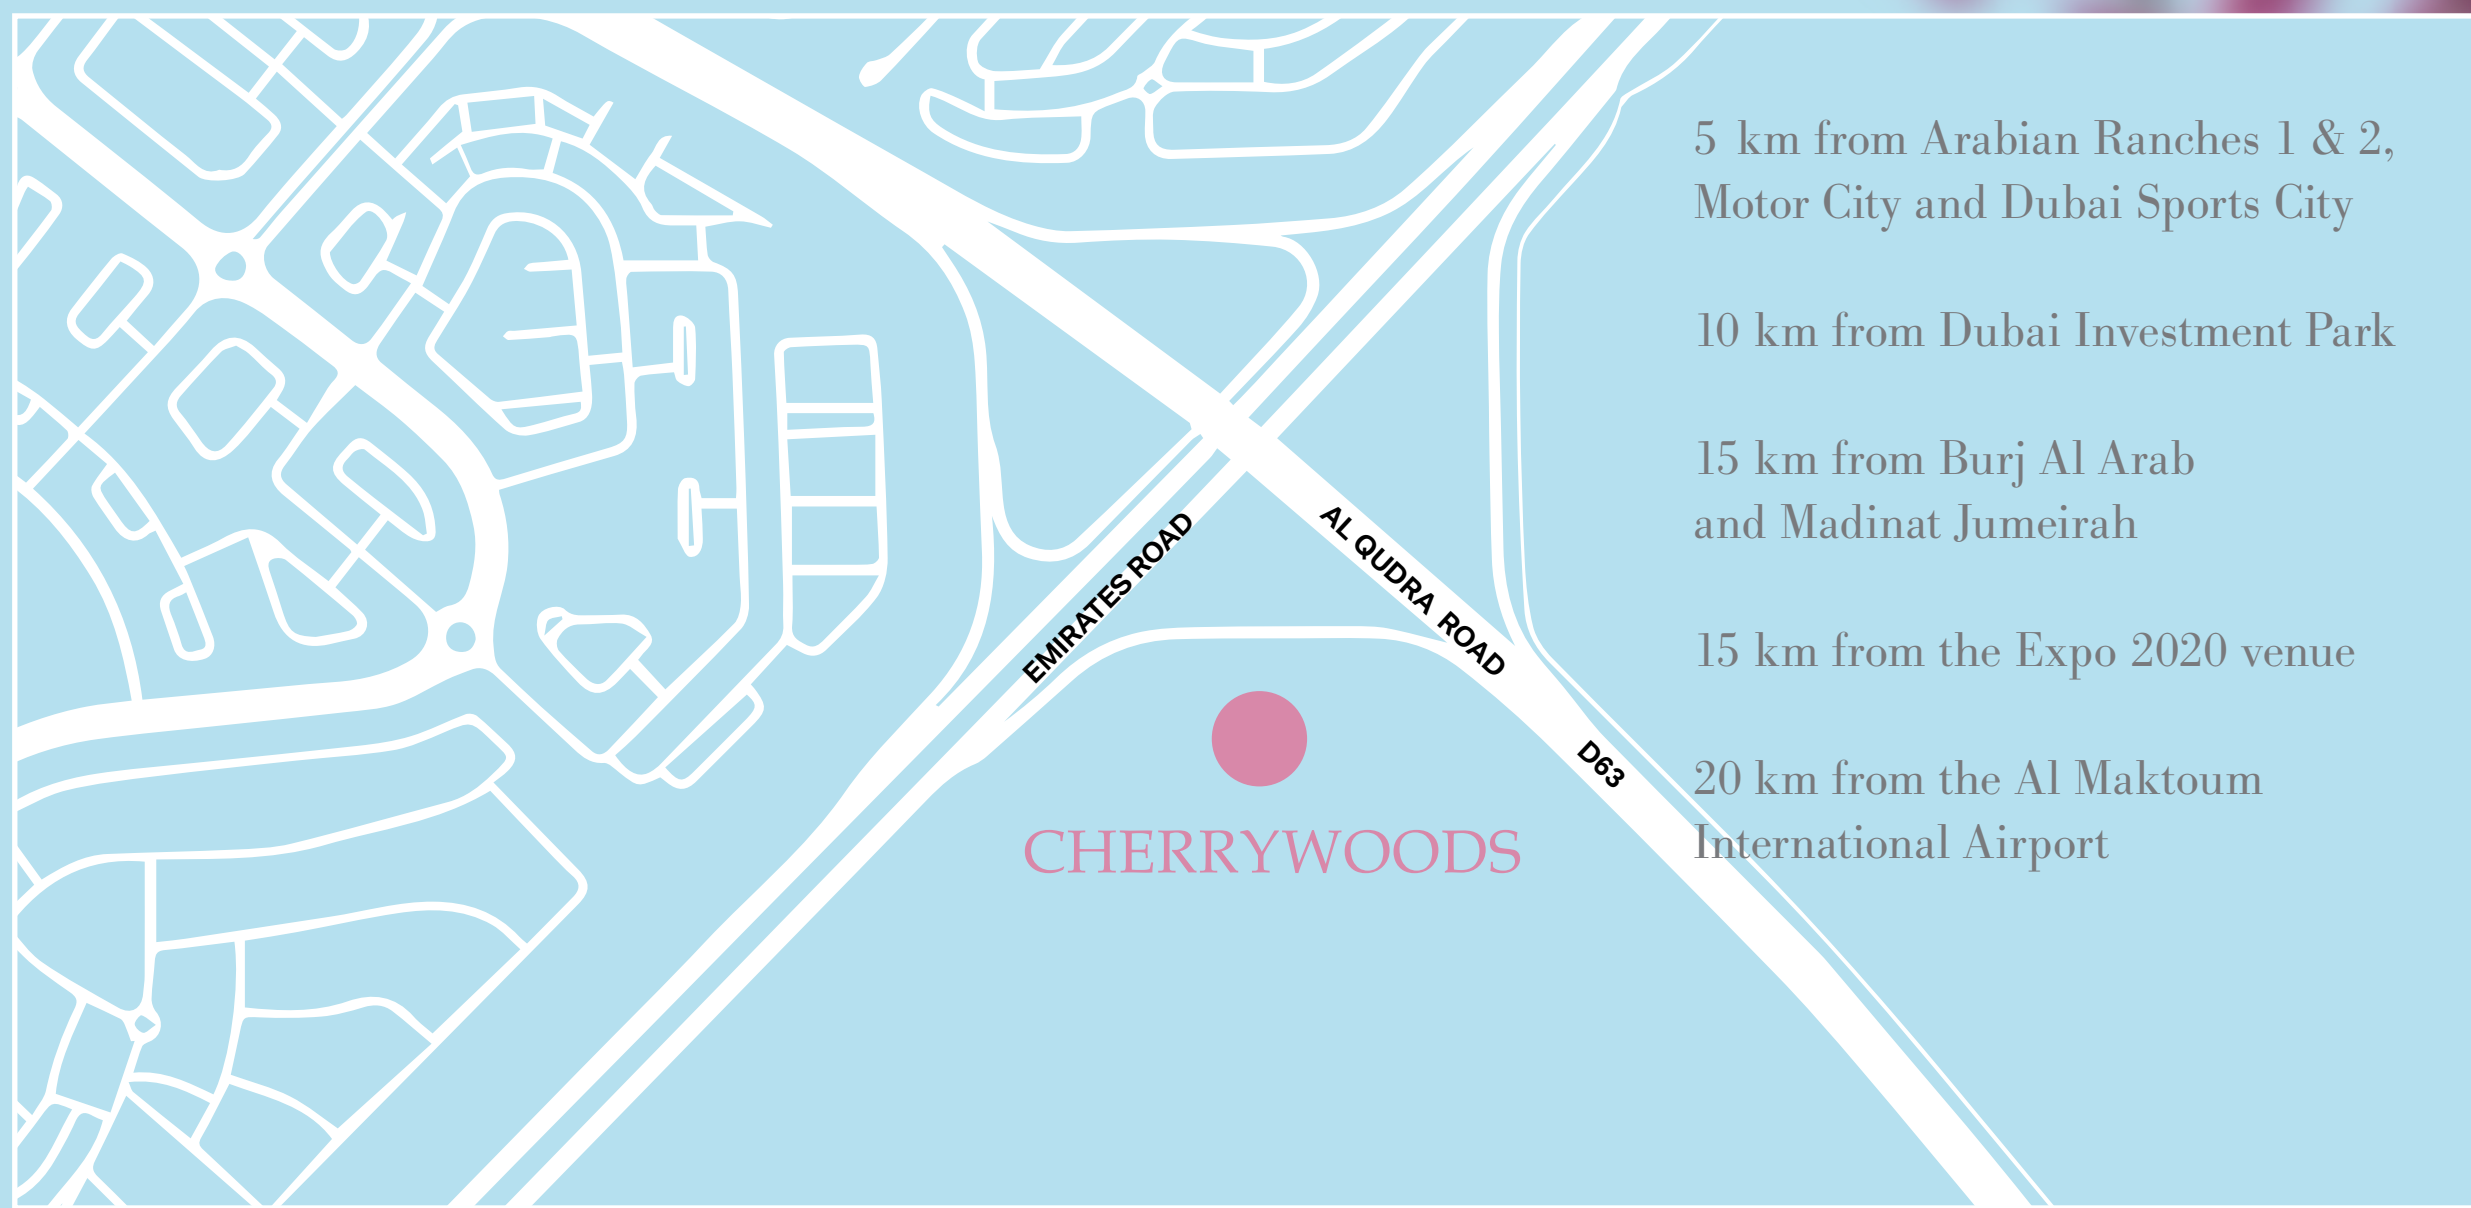 5 km from Arabian Ranches 1 & 2,
Motor City and Dubai Sports City
10 km from Dubai Investment Park
15 km from Burj Al Arab
and Madinat Jumeirah
15 km from the Expo 2020 venue
20 km from the Al Maktoum
International Airport
EMIRATES ROAD
AL QUDRA ROAD
D63
CHERRYWOODS